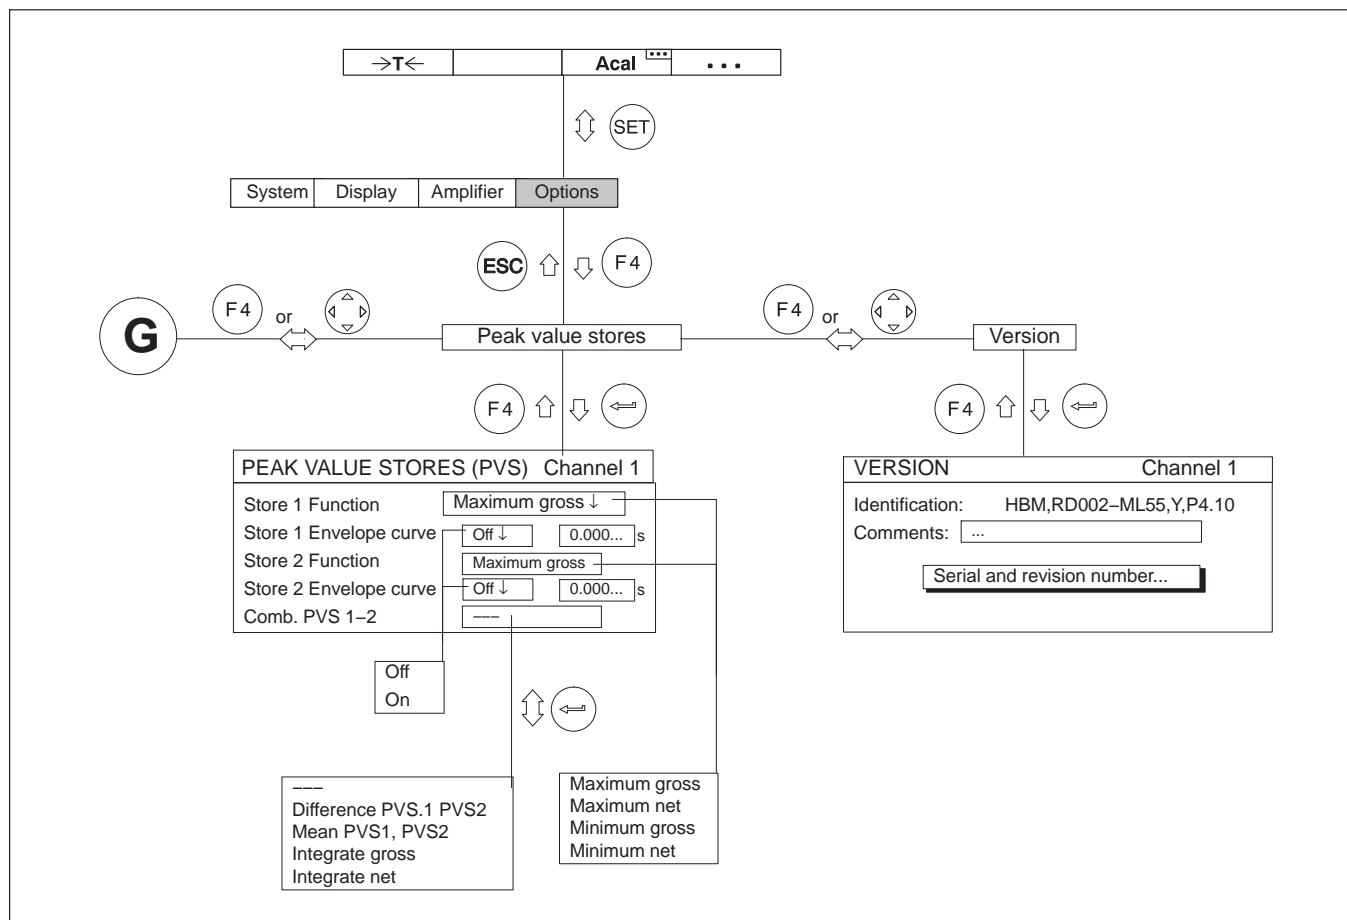 →T← Acal ••• • • •
SET
System Display Amplifier Options
ESC F4
G F4 or Peak value stores F4 or Version
F4 F4
PEAK VALUE STORES (PVS) Channel 1
Store 1 Function Maximum gross ↓
Store 1 Envelope curve Off ↓ 0.000... s
Store 2 Function Maximum gross
Store 2 Envelope curve Off ↓ 0.000... s
Comb. PVS 1–2 –––
VERSION Channel 1
Identification: HBM,RD002–ML55,Y,P4.10
Comments: ...
Serial and revision number...
Off
On
–––
Difference PVS.1 PVS2
Mean PVS1, PVS2
Integrate gross
Integrate net
Maximum gross
Maximum net
Minimum gross
Minimum net